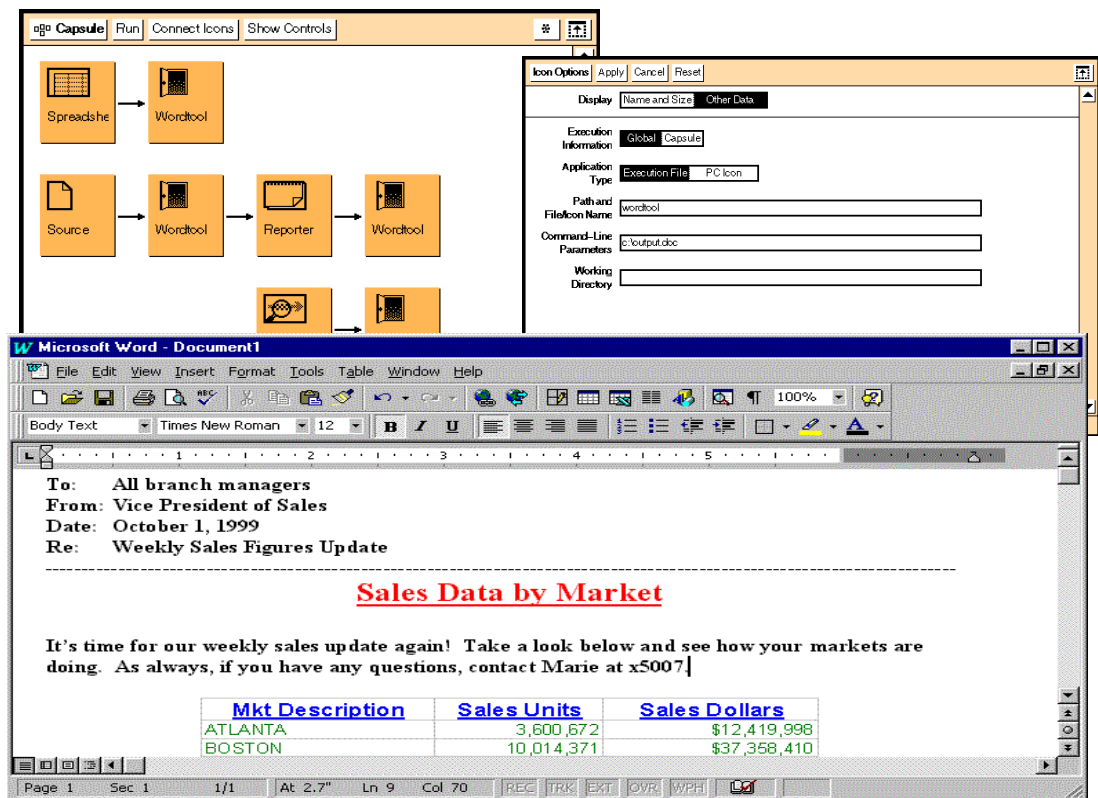 Capsule Run Connect Icons Show Controls
Spreadshe Wordtool
Source Wordtool Reporter Wordtool
Icon Options Apply Cancel Reset
Display Name and Size Other Data
Execution
Information Global Capsule
Application
Type Execution File PC Icon
Path and
File/Icon Name wordtool
Command-Line
Parameters c:\output.doc
Working
Directory
Microsoft Word - Document1
File Edit View Insert Format Tools Table Window Help
ABC 100%
Body Text Times New Roman 12 B I U A
1 2 3 4 5
To: All branch managers
From: Vice President of Sales
Date: October 1, 1999
Re: Weekly Sales Figures Update
Sales Data by Market
It's time for our weekly sales update again! Take a look below and see how your markets are
doing. As always, if you have any questions, contact Marie at x5007.
Mkt Description Sales Units Sales Dollars
ATLANTA 3,600,672 $12,419,998
BOSTON 10,014,371 $37,358,410
Page 1 Sec 1 1/1 At 2.7" Ln 9 Col 70 REC TRK EXT OVR WPH